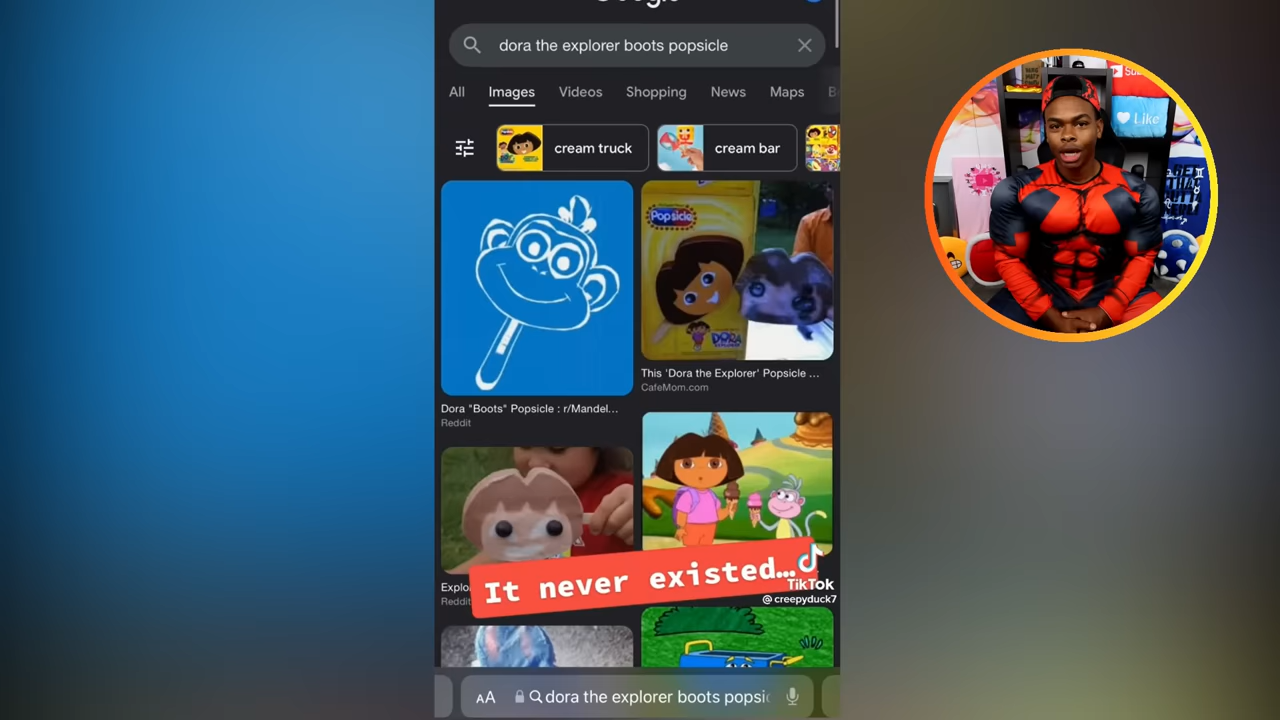 dora the explorer boots popsicle
All Images Videos Shopping News Maps
cream truck
cream bar
Popsicle
DORA
Dora "Boots" Popsicle : r/Mandel...
Reddit
This 'Dora the Explorer' Popsicle ...
CafeMom.com
Like
Explo
Reddit
It never existed...
TikTok
@creepyduck7
AA dora the explorer boots popsic